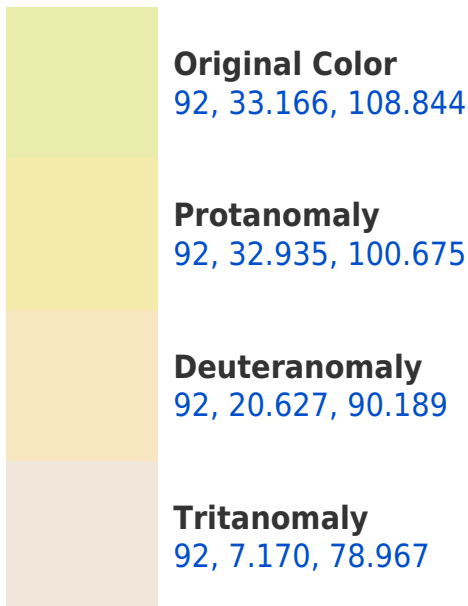 Original Color
92, 33.166, 108.844
Protanomaly
92, 32.935, 100.675
Deuteranomaly
92, 20.627, 90.189
Tritanomaly
92, 7.170, 78.967